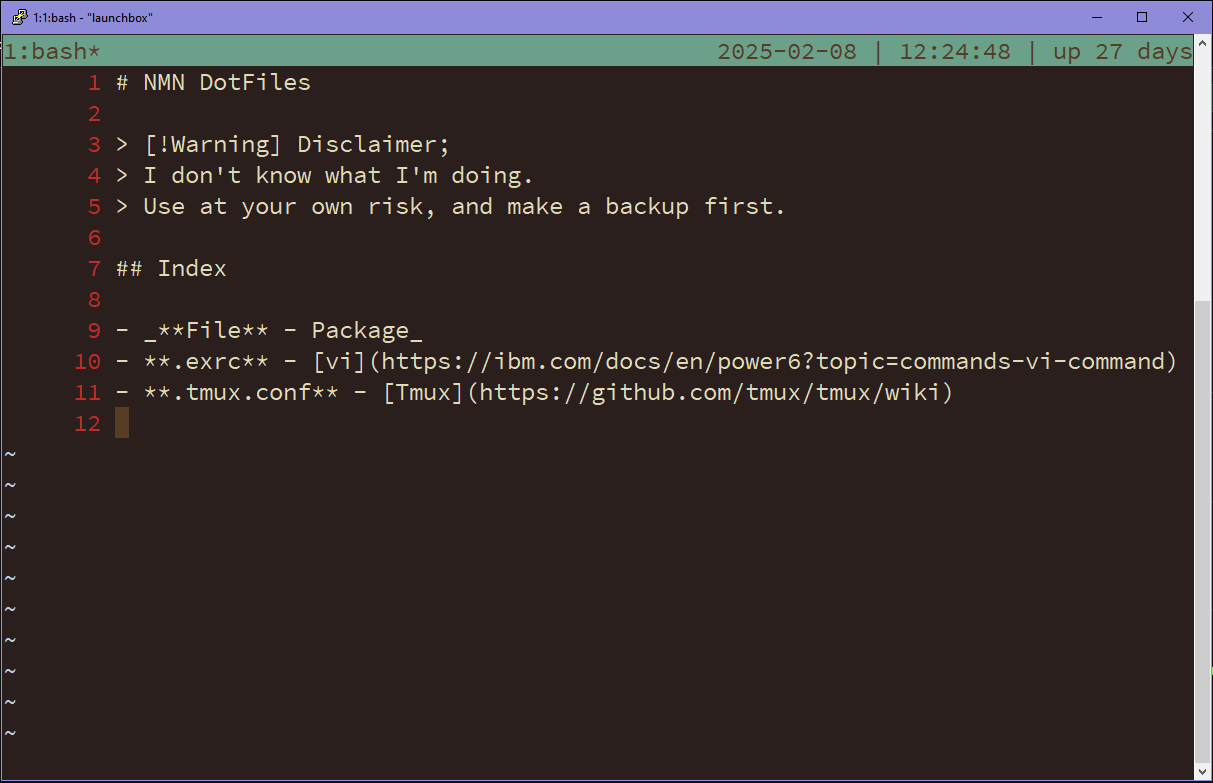 1:1:bash - "launchbox"
1:bash* 2025-02-08 | 12:24:48 | up 27 days
1 # NMN DotFiles
2
3 > [!Warning] Disclaimer;
4 > I don't know what I'm doing.
5 > Use at your own risk, and make a backup first.
6
7 ## Index
8
9 - _**File** - Package_
10 - **.exrc** - [vi](https://ibm.com/docs/en/power6?topic=commands-vi-command)
11 - **.tmux.conf** - [Tmux](https://github.com/tmux/tmux/wiki)
12
~
~
~
~
~
~
~
~
~
~